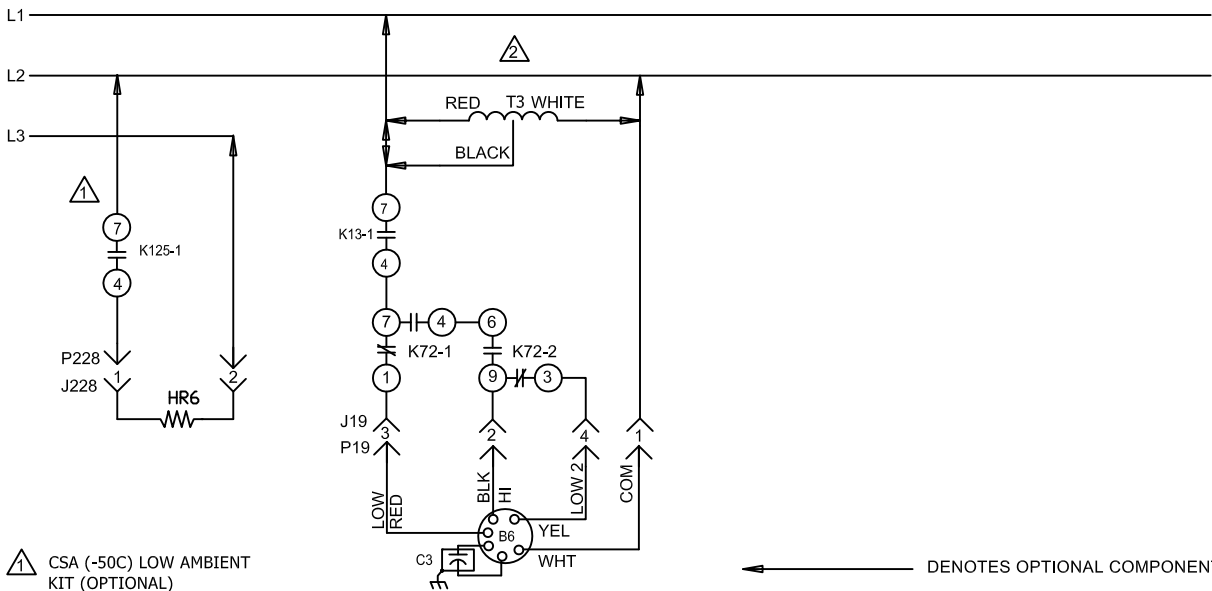 L1
2
L2
RED T3 WHITE
L3
BLACK
1
7
K125-1
4
7
K13-1
4
7
4
6
K72-1
K72-2
1
9
3
P228
J228
1
2
HR6
J19
P19
3
2
4
1
LOW
RED
BLK
HI
LOW 2
COM
YEL
B6
WHT
C3
1 CSA (-50C) LOW AMBIENT
KIT (OPTIONAL)
DENOTES OPTIONAL COMPONENT